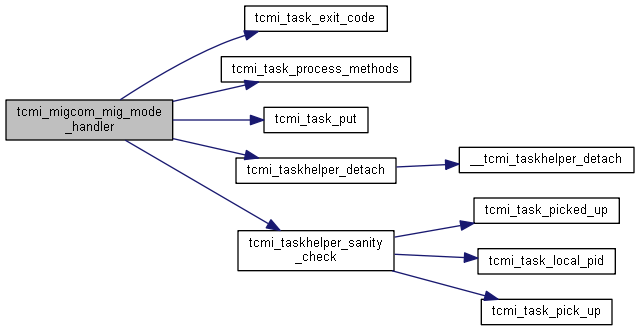 tcmi_task_exit_code
tcmi_task_process_methods
tcmi_migcom_mig_mode
_handler
tcmi_task_put
tcmi_taskhelper_detach
__tcmi_taskhelper_detach
tcmi_taskhelper_sanity
_check
tcmi_task_picked_up
tcmi_task_local_pid
tcmi_task_pick_up